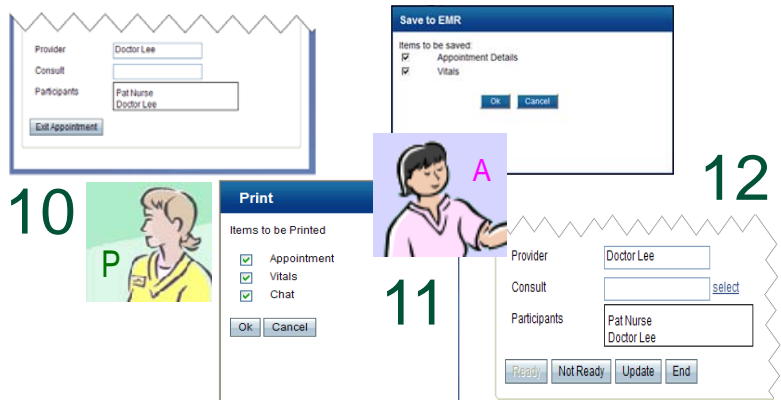 Provider Doctor Lee
Consult
Participants Pat Nurse
Doctor Lee
Exit Appointment
10
P
Print
Items to be Printed
Appointment
Vitals
Chat
Ok Cancel
Save to EMR
Items to be saved:
Appointment Details
Vitals
Ok Cancel
A
11
12
Provider Doctor Lee
Consult select
Participants Pat Nurse
Doctor Lee
Ready Not Ready Update End